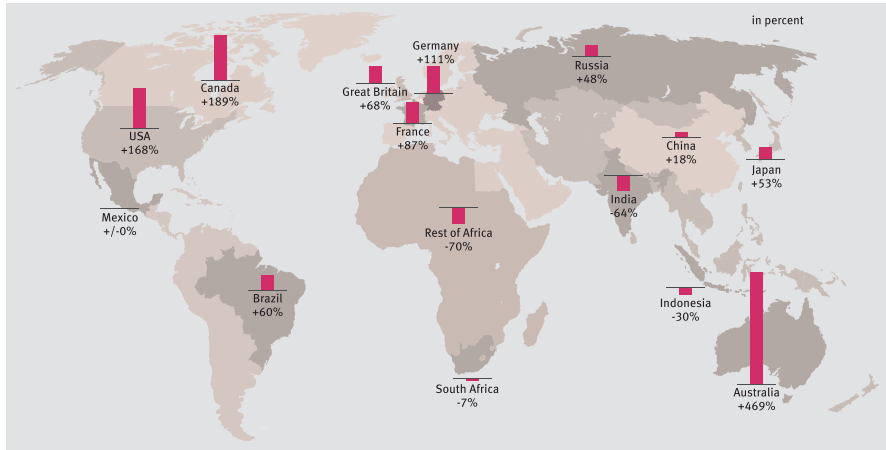 in percent
Germany
+111%
Russia
+48%
Canada
+189%
Great Britain
+68%
USA
+168%
France
+87%
China
+18%
Japan
+53%
India
-64%
Mexico
+/-0%
Rest of Africa
-70%
Brazil
+60%
Indonesia
-30%
South Africa
-7%
Australia
+469%